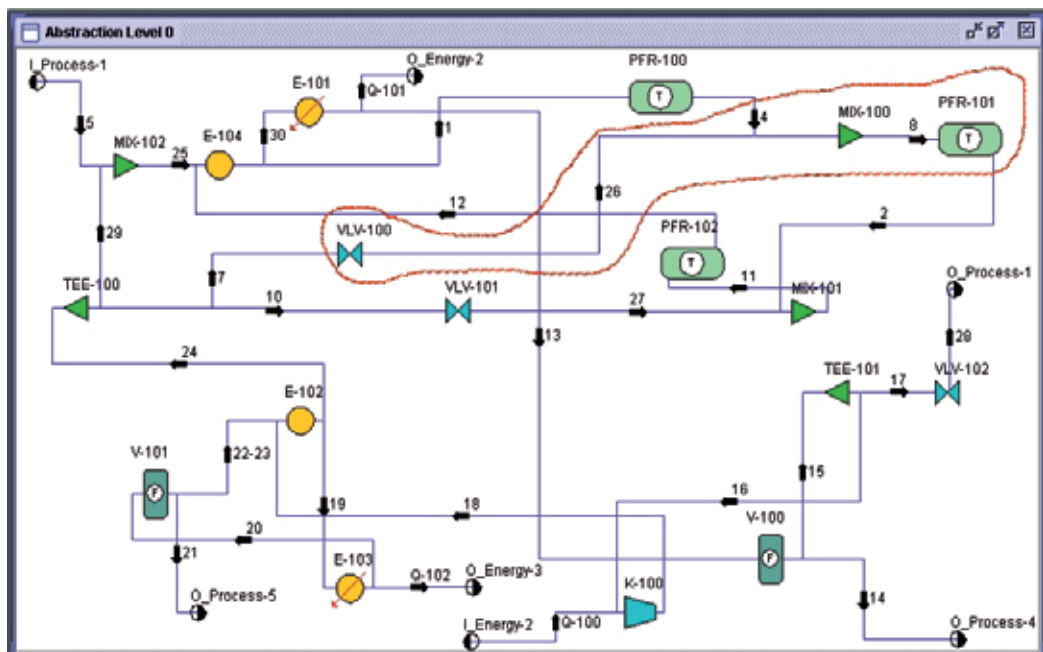 Abstraction Level 0
I_Process-1
O_Energy-2
PFR-100
E-101
Q-101
MIX-100
PFR-101
5
MIX-102
E-104
30
1
4
8
25
26
12
VLV-100
PFR-102
2
29
7
TEE-100
10
VLV-101
27
11
MIX-101
O_Process-1
13
28
24
TEE-101
17
VLV-102
E-102
V-101
22-23
15
16
19
18
V-100
20
21
E-103
Q-102
O_Energy-3
K-100
O_Process-5
14
I_Energy-2
Q-100
O_Process-4
T
T
T
F
F